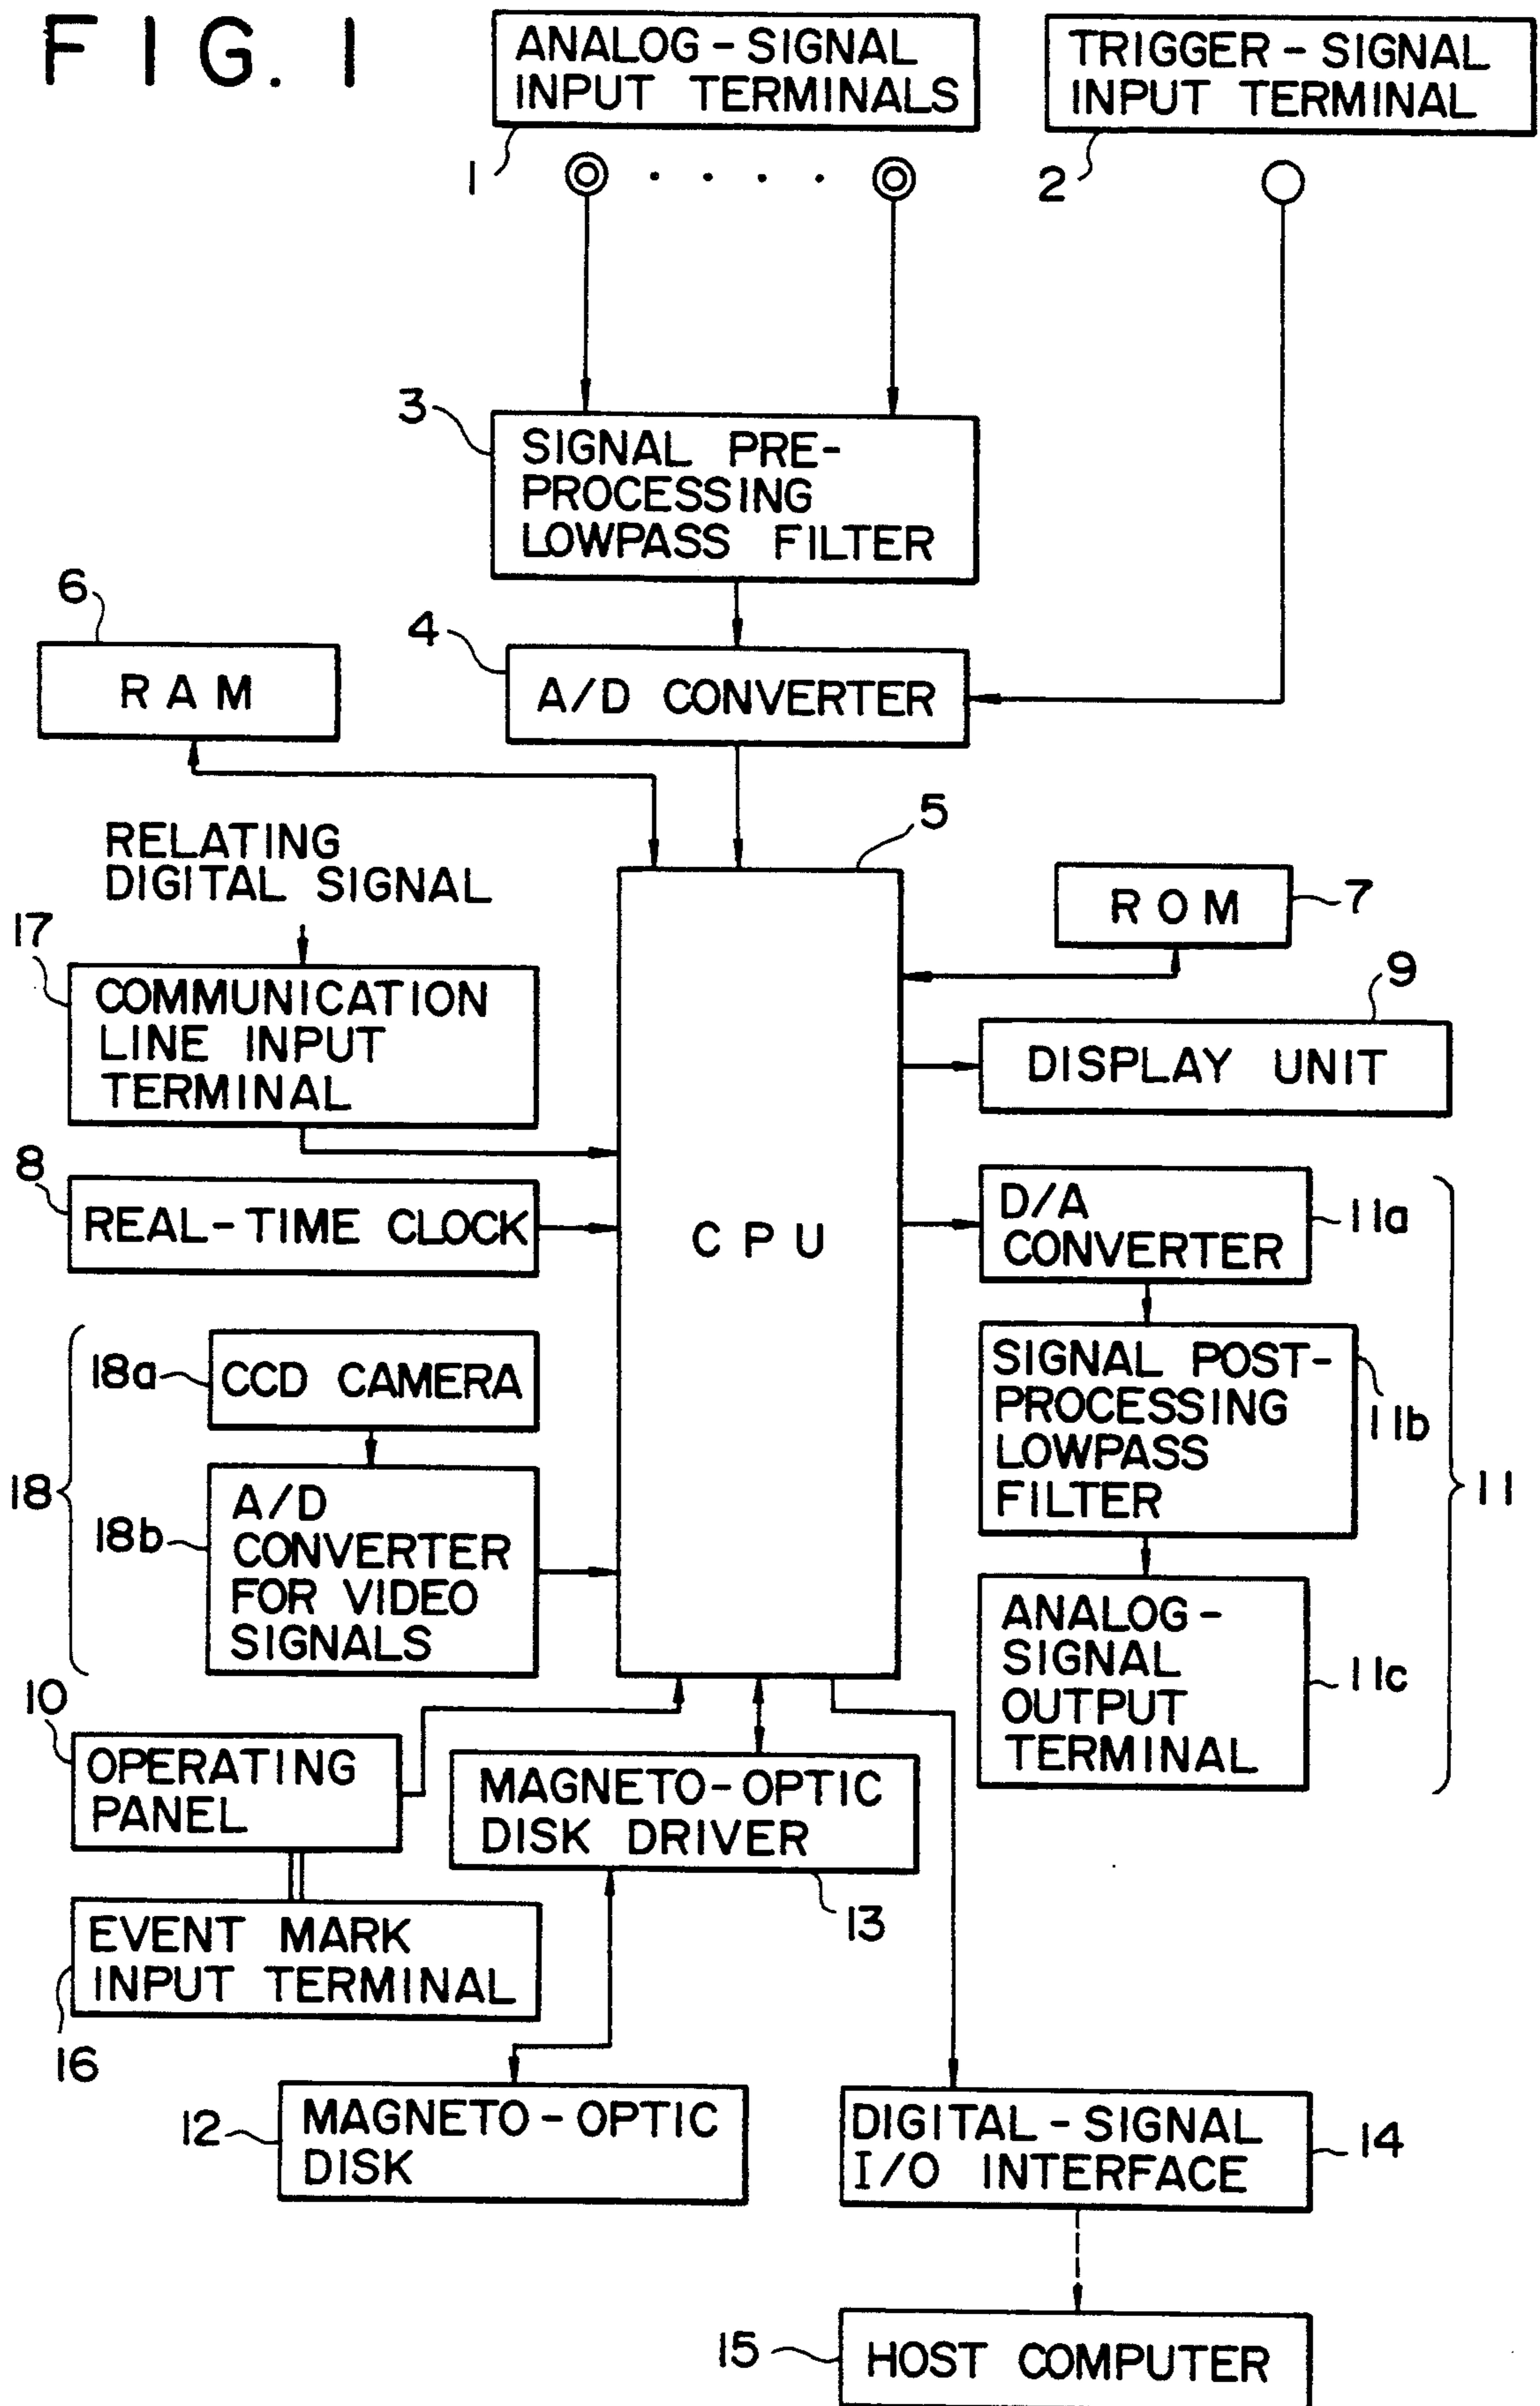 FIG. 1
ANALOG-SIGNAL
INPUT TERMINALS
TRIGGER-SIGNAL
INPUT TERMINAL
1
2
3
SIGNAL PRE-
PROCESSING
LOWPASS FILTER
6
RAM
4
A/D CONVERTER
5
RELATING
DIGITAL SIGNAL
17
COMMUNICATION
LINE INPUT
TERMINAL
ROM
7
9
DISPLAY UNIT
8
REAL-TIME CLOCK
CPU
D/A
CONVERTER
11a
18
18a
CCD CAMERA
18b
A/D
CONVERTER
FOR VIDEO
SIGNALS
SIGNAL POST-
PROCESSING
LOWPASS
FILTER
11b
11
ANALOG-
SIGNAL
OUTPUT
TERMINAL
11c
10
OPERATING
PANEL
MAGNETO-OPTIC
DISK DRIVER
13
EVENT MARK
INPUT TERMINAL
16
12
MAGNETO-OPTIC
DISK
DIGITAL-SIGNAL
I/O INTERFACE
14
15
HOST COMPUTER